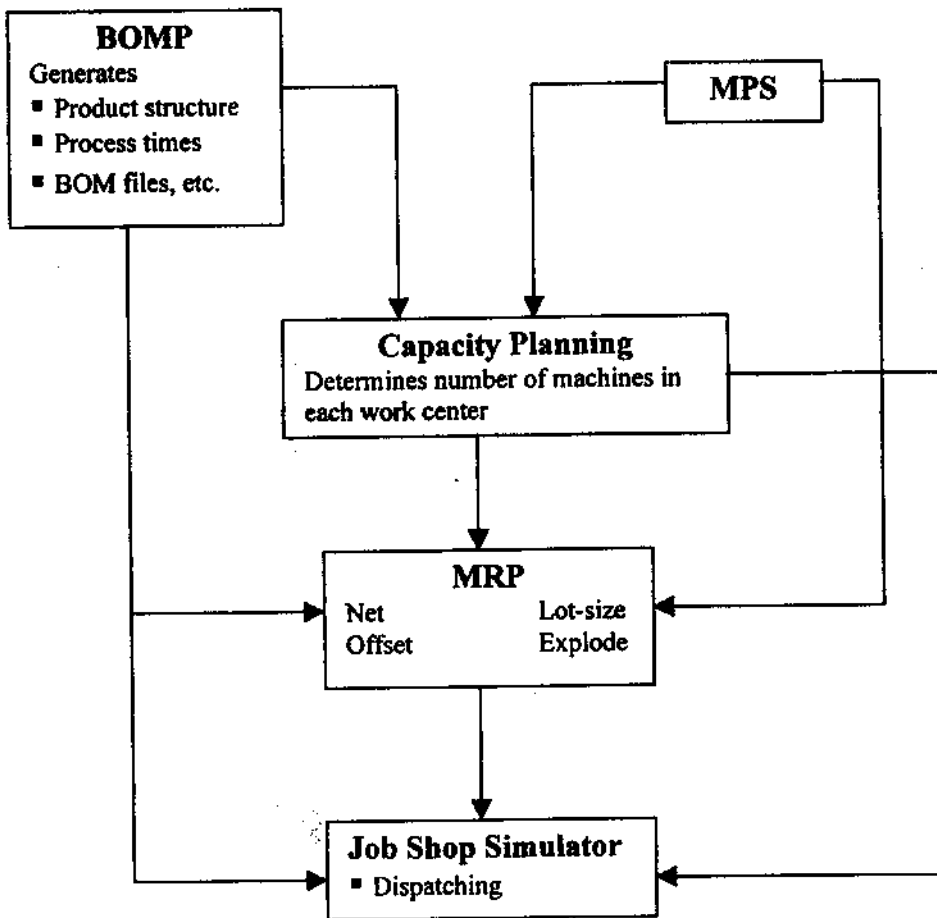 BOMP
Generates
▪ Product structure
▪ Process times
▪ BOM files, etc.
MPS
Capacity Planning
Determines number of machines in
each work center
MRP
Net Lot-size
Offset Explode
Job Shop Simulator
▪ Dispatching